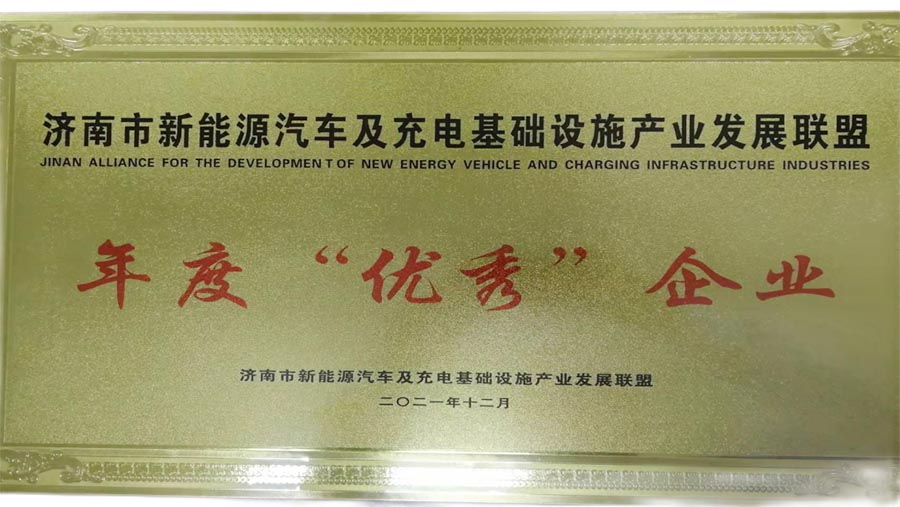 济南市新能源汽车及充电基础设施产业发展联盟
JINAN ALLIANCE FOR THE DEVELOPMENT OF NEW ENERGY VEHICLE AND CHARGING INFRASTRUCTURE INDUSTRIES
年度“优秀”企业
济南市新能源汽车及充电基础设施产业发展联盟
二〇二一年十二月